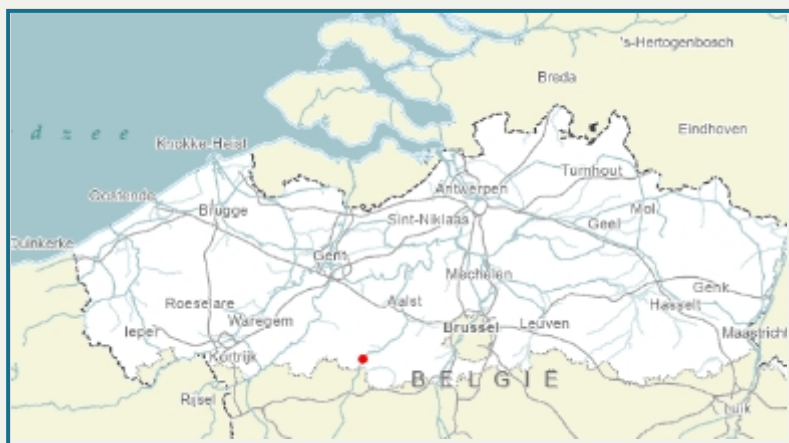 's-Hertogenbosch
Breda
dzee
Eindhoven
Knokke-Heist
Turnhout
Antwerpen
Oostende
Mol
Brugge
Sint-Niklaas
Geel
Duinkerke
Gent
Mechelen
Genk
Roeselare
Aalst
Hasselt
Waregem
Brussel
Leuven
Ieper
Maastricht
Kortrijk
BELGIË
Rijsel
Luik